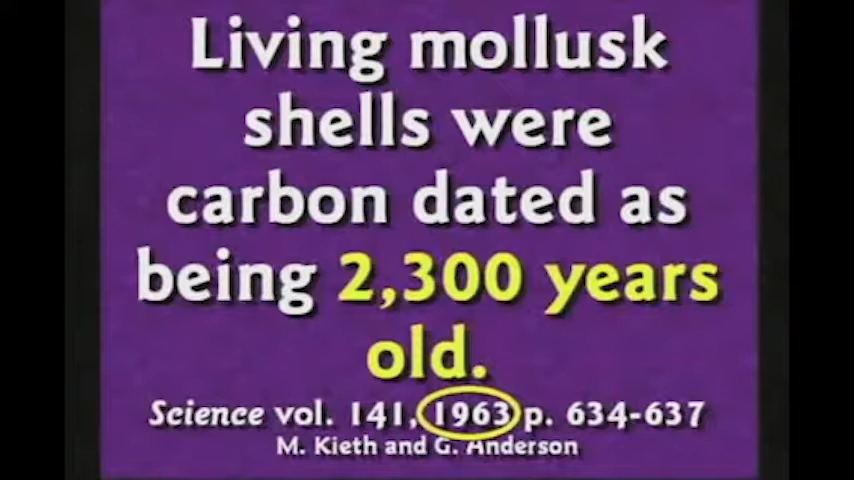 Living mollusk
shells were
carbon dated as
being 2,300 years
old.
Science vol. 141, 1963 p. 634-637
M. Kieth and G. Anderson